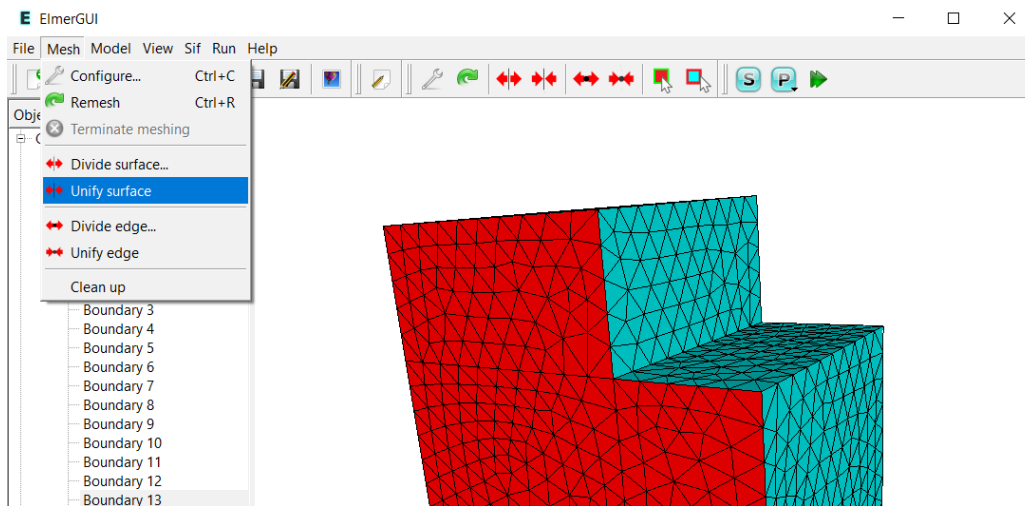 E ElmerGUI
File Mesh Model View Sif Run Help
Configure... Ctrl+C
Remesh Ctrl+R
Terminate meshing
Divide surface...
Unify surface
Divide edge...
Unify edge
Clean up
S P
Obje
Boundary 3
Boundary 4
Boundary 5
Boundary 6
Boundary 7
Boundary 8
Boundary 9
Boundary 10
Boundary 11
Boundary 12
Boundary 13